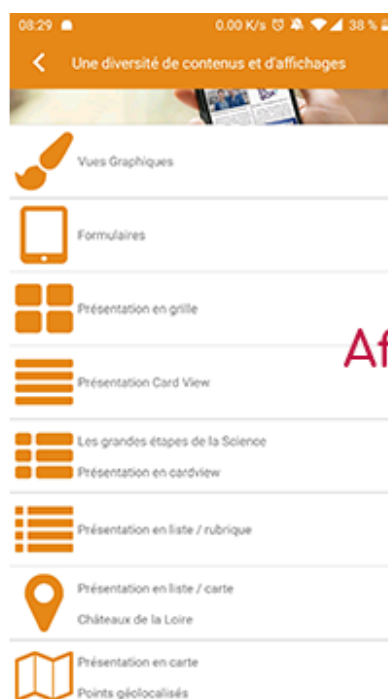 08:29 0.00 K/s 38 %
Une diversité de contenus et d'affichages
Vues Graphiques
Formulaires
Présentation en grille
Af
Présentation Card View
Les grandes étapes de la Science
Présentation en cardview
Présentation en liste / rubrique
Présentation en liste / carte
Châteaux de la Loire
Présentation en carte
Points géolocalisés